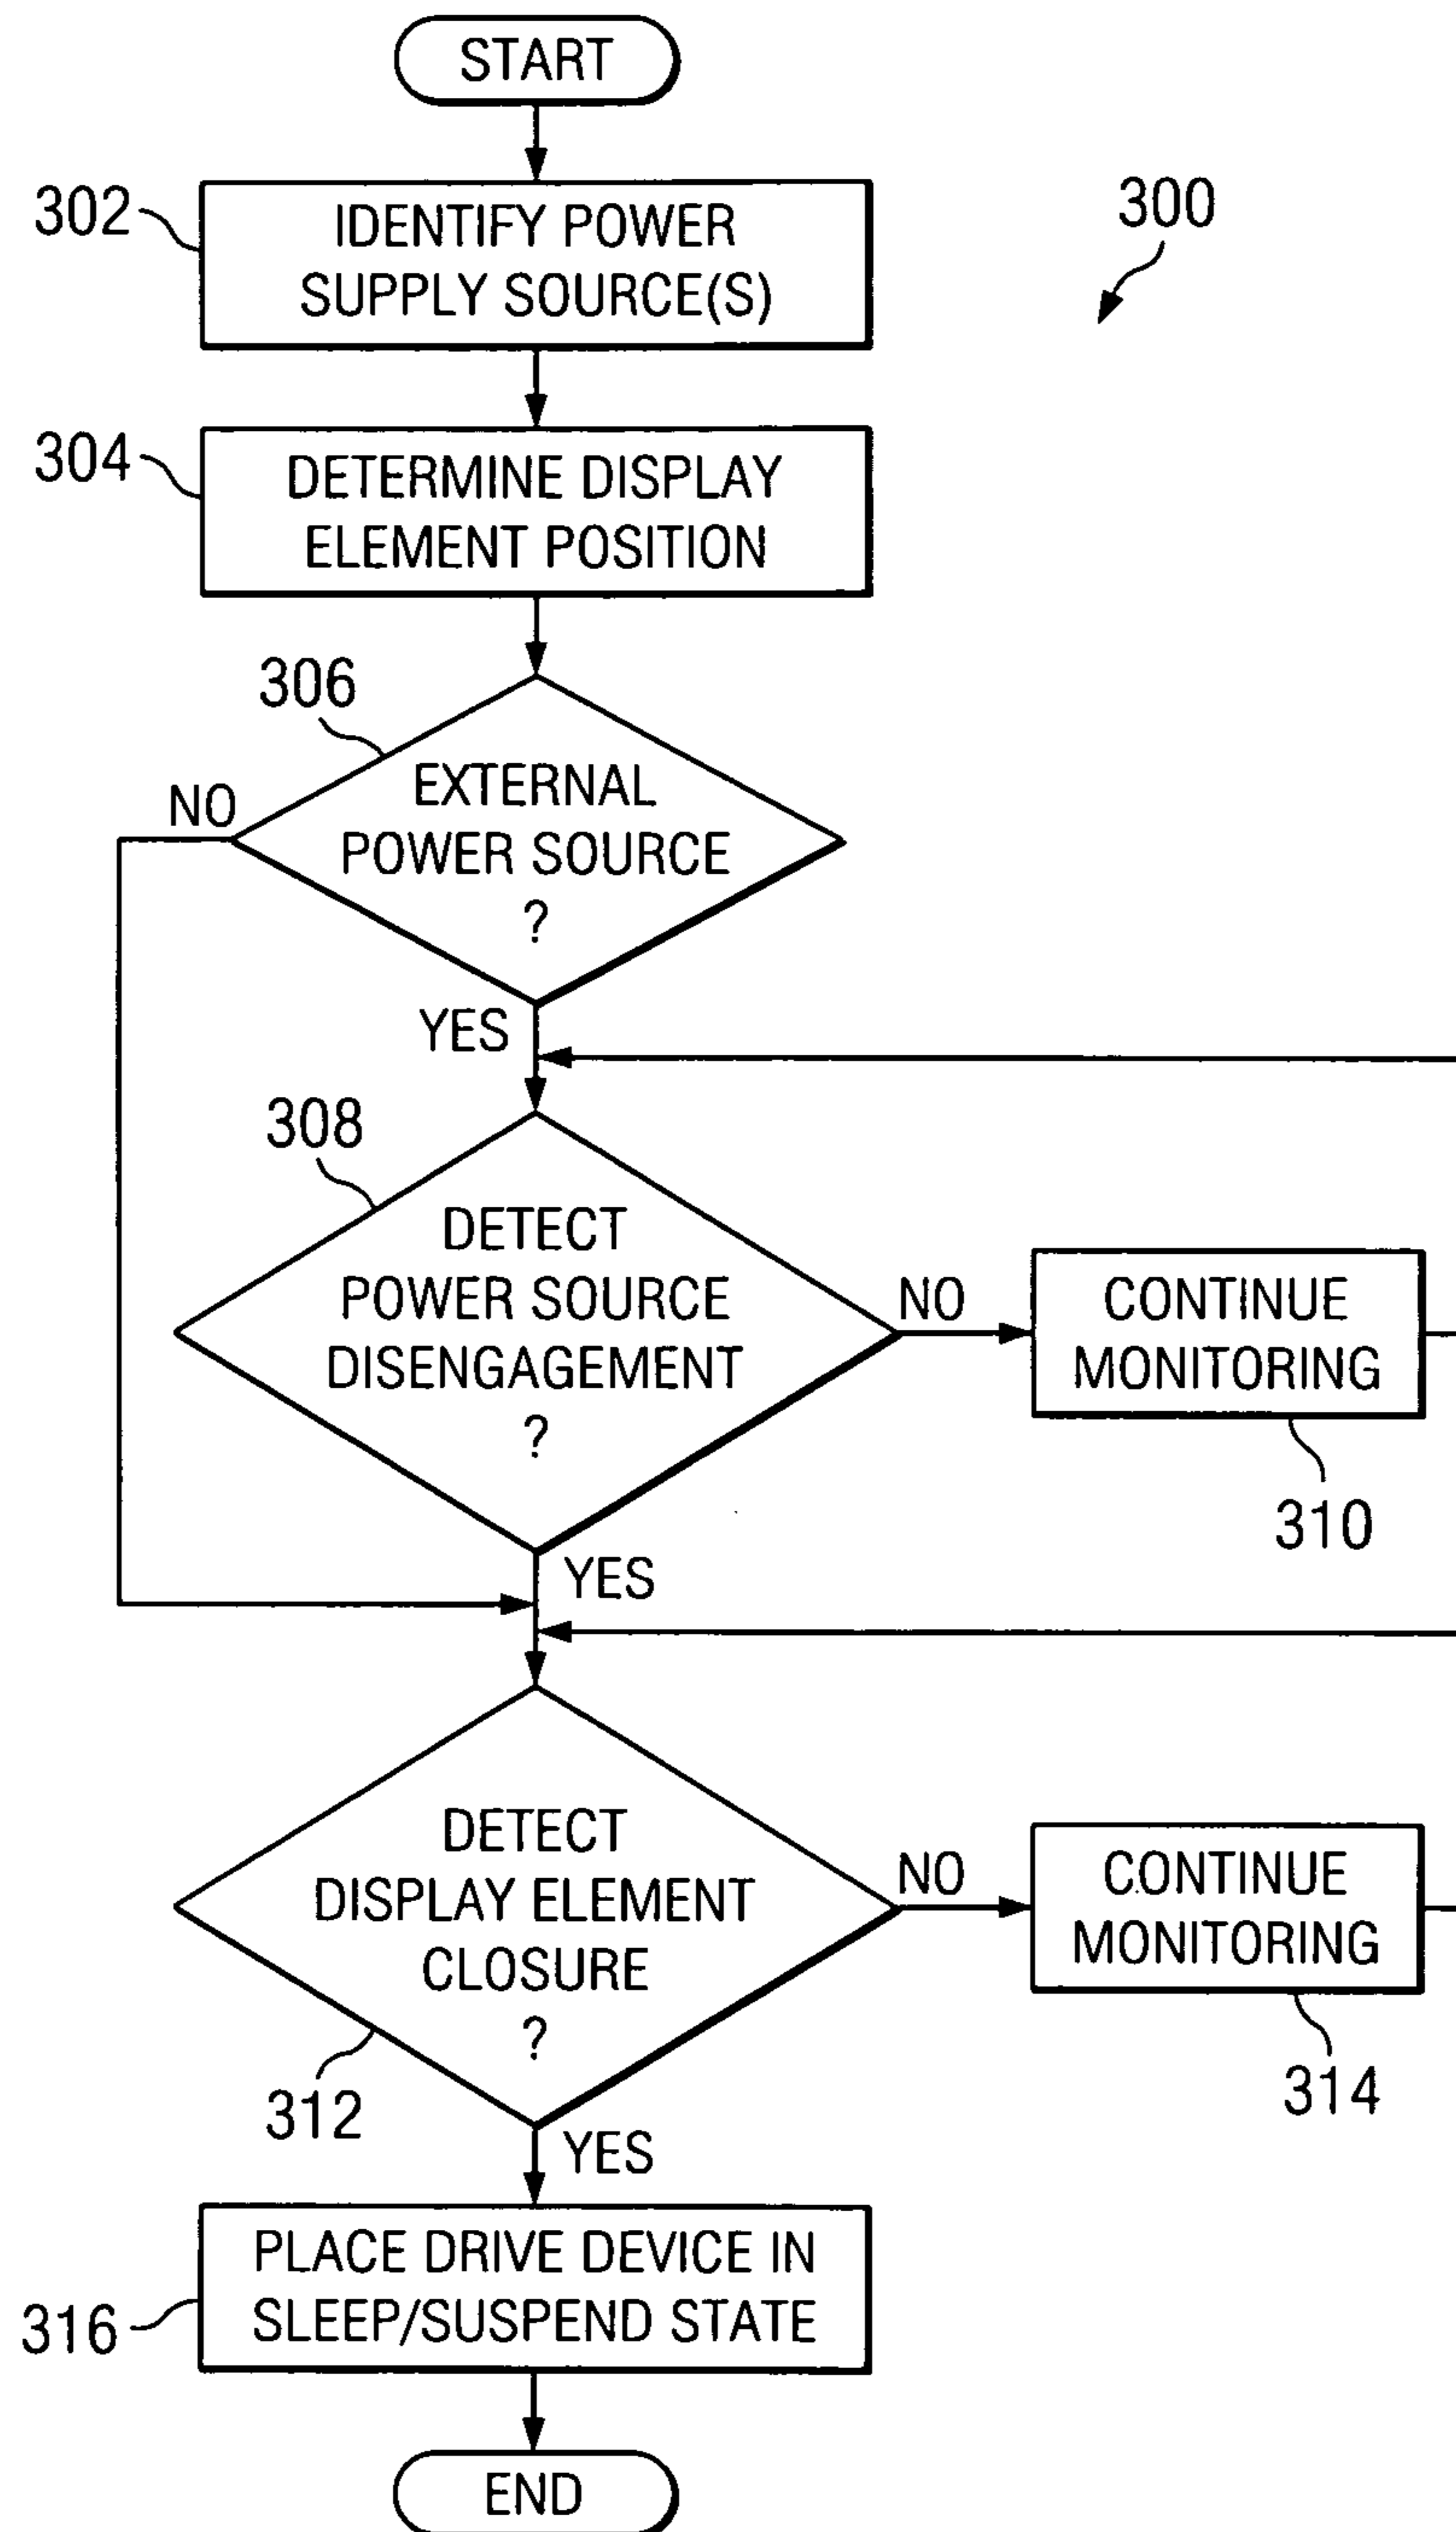 START
302
IDENTIFY POWER
SUPPLY SOURCE(S)
300
304
DETERMINE DISPLAY
ELEMENT POSITION
306
EXTERNAL
POWER SOURCE
?
NO
YES
308
DETECT
POWER SOURCE
DISENGAGEMENT
?
NO
CONTINUE
MONITORING
310
YES
DETECT
DISPLAY ELEMENT
CLOSURE
?
NO
CONTINUE
MONITORING
314
312
YES
PLACE DRIVE DEVICE IN
SLEEP/SUSPEND STATE
316
END